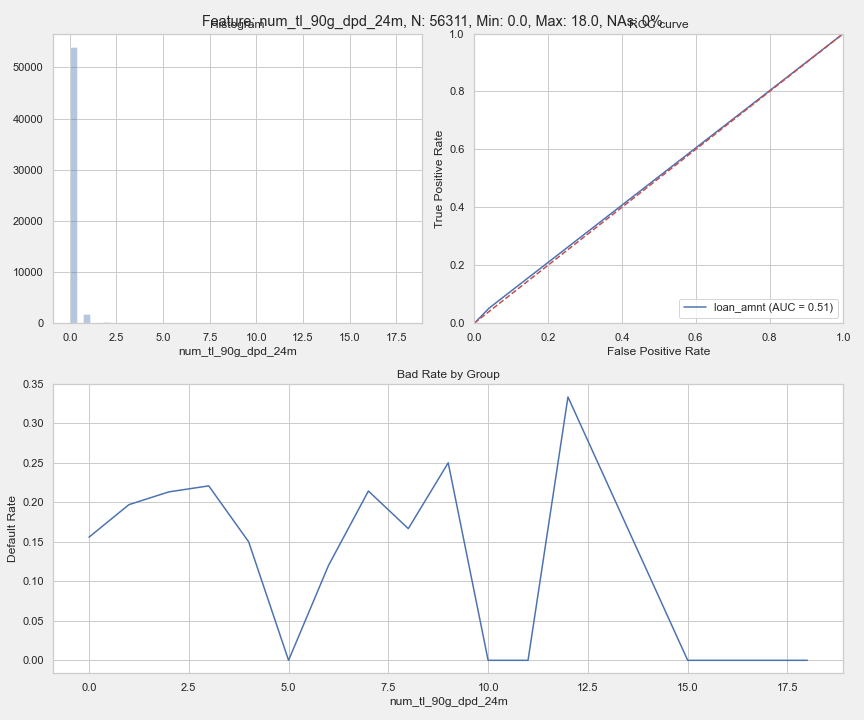 Feature: num_tl_90g_dpd_24m, N: 56311, Min: 0.0, Max: 18.0, NAs: 0%
Histogram
50000
40000
30000
20000
10000
0
0.0 2.5 5.0 7.5 10.0 12.5 15.0 17.5
num_tl_90g_dpd_24m
ROC curve
True Positive Rate
1.0
0.8
0.6
0.4
0.2
0.0
loan_amnt (AUC = 0.51)
0.0 0.2 0.4 0.6 0.8 1.0
False Positive Rate
Bad Rate by Group
Default Rate
0.35
0.30
0.25
0.20
0.15
0.10
0.05
0.00
0.0 2.5 5.0 7.5 10.0 12.5 15.0 17.5
num_tl_90g_dpd_24m